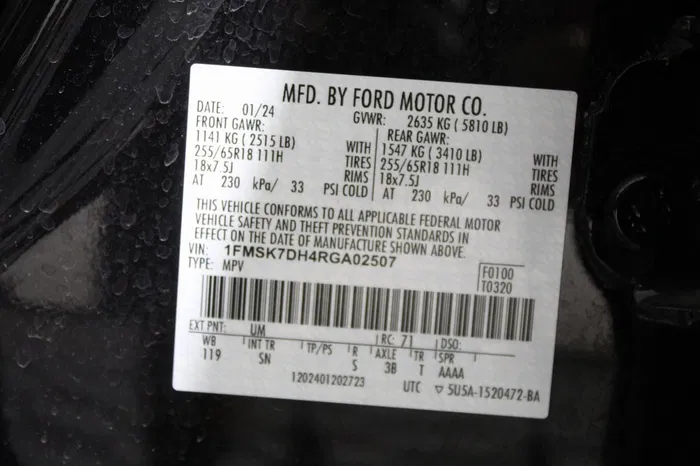 MFD. BY FORD MOTOR CO.
DATE: 01/24 GVWR: 2635 KG ( 5810 LB)
FRONT GAWR: REAR GAWR:
1141 KG ( 2515 LB) WITH 1547 KG ( 3410 LB) WITH
255/65R18 111H TIRES 255/65R18 111H TIRES
18x7.5J RIMS 18x7.5J RIMS
AT 230 kPa/ 33 PSI COLD AT 230 kPa/ 33 PSI COLD
THIS VEHICLE CONFORMS TO ALL APPLICABLE FEDERAL MOTOR
VEHICLE SAFETY AND THEFT PREVENTION STANDARDS IN
EFFECT ON THE DATE OF MANUFACTURE SHOWN ABOVE.
VIN: 1FMSK7DH4RGA02507
TYPE: MPV F0100
T0320
EXT PNT: UM RC: 71 DSO:
WB INT TR TP/PS R AXLE TR SPR
119 SN S 3B T AAAA
1202401202723 UTC ▽ 5U5A-1520472-BA